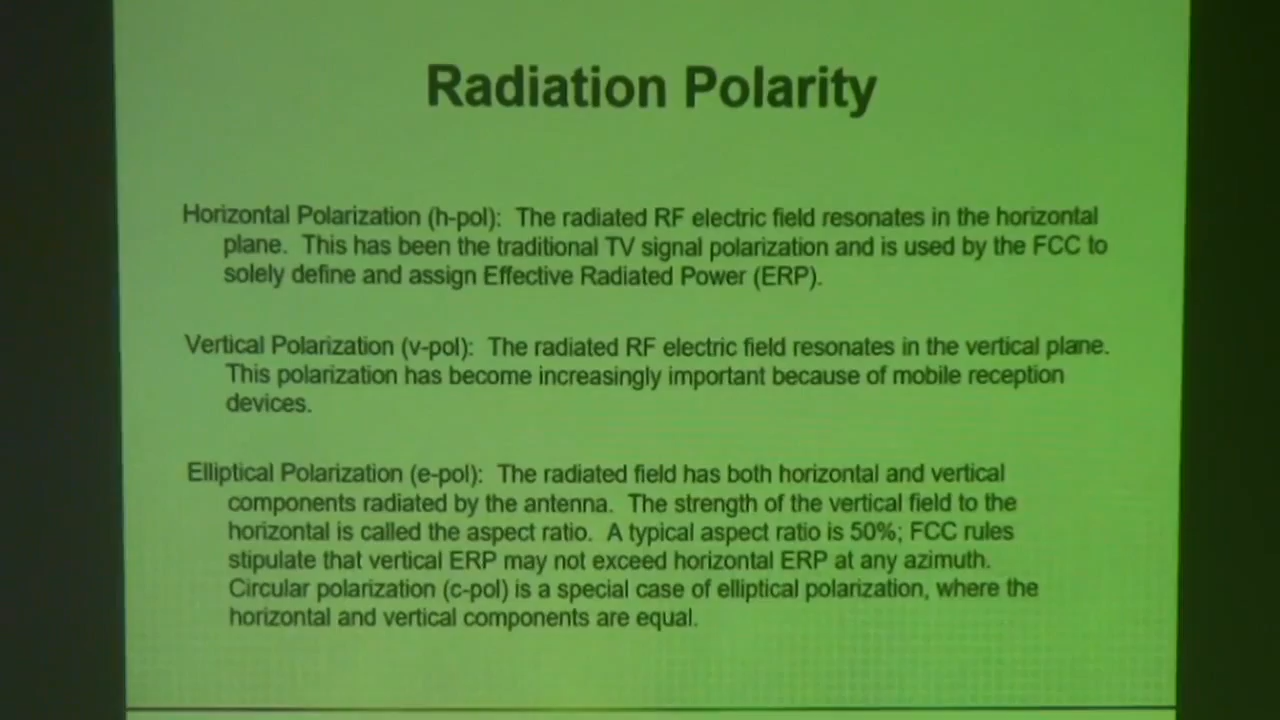 Radiation Polarity
Horizontal Polarization (h-pol): The radiated RF electric field resonates in the horizontal
plane. This has been the traditional TV signal polarization and is used by the FCC to
solely define and assign Effective Radiated Power (ERP).
Vertical Polarization (v-pol): The radiated RF electric field resonates in the vertical plane.
This polarization has become increasingly important because of mobile reception
devices.
Elliptical Polarization (e-pol): The radiated field has both horizontal and vertical
components radiated by the antenna. The strength of the vertical field to the
horizontal is called the aspect ratio. A typical aspect ratio is 50%; FCC rules
stipulate that vertical ERP may not exceed horizontal ERP at any azimuth.
Circular polarization (c-pol) is a special case of elliptical polarization, where the
horizontal and vertical components are equal.